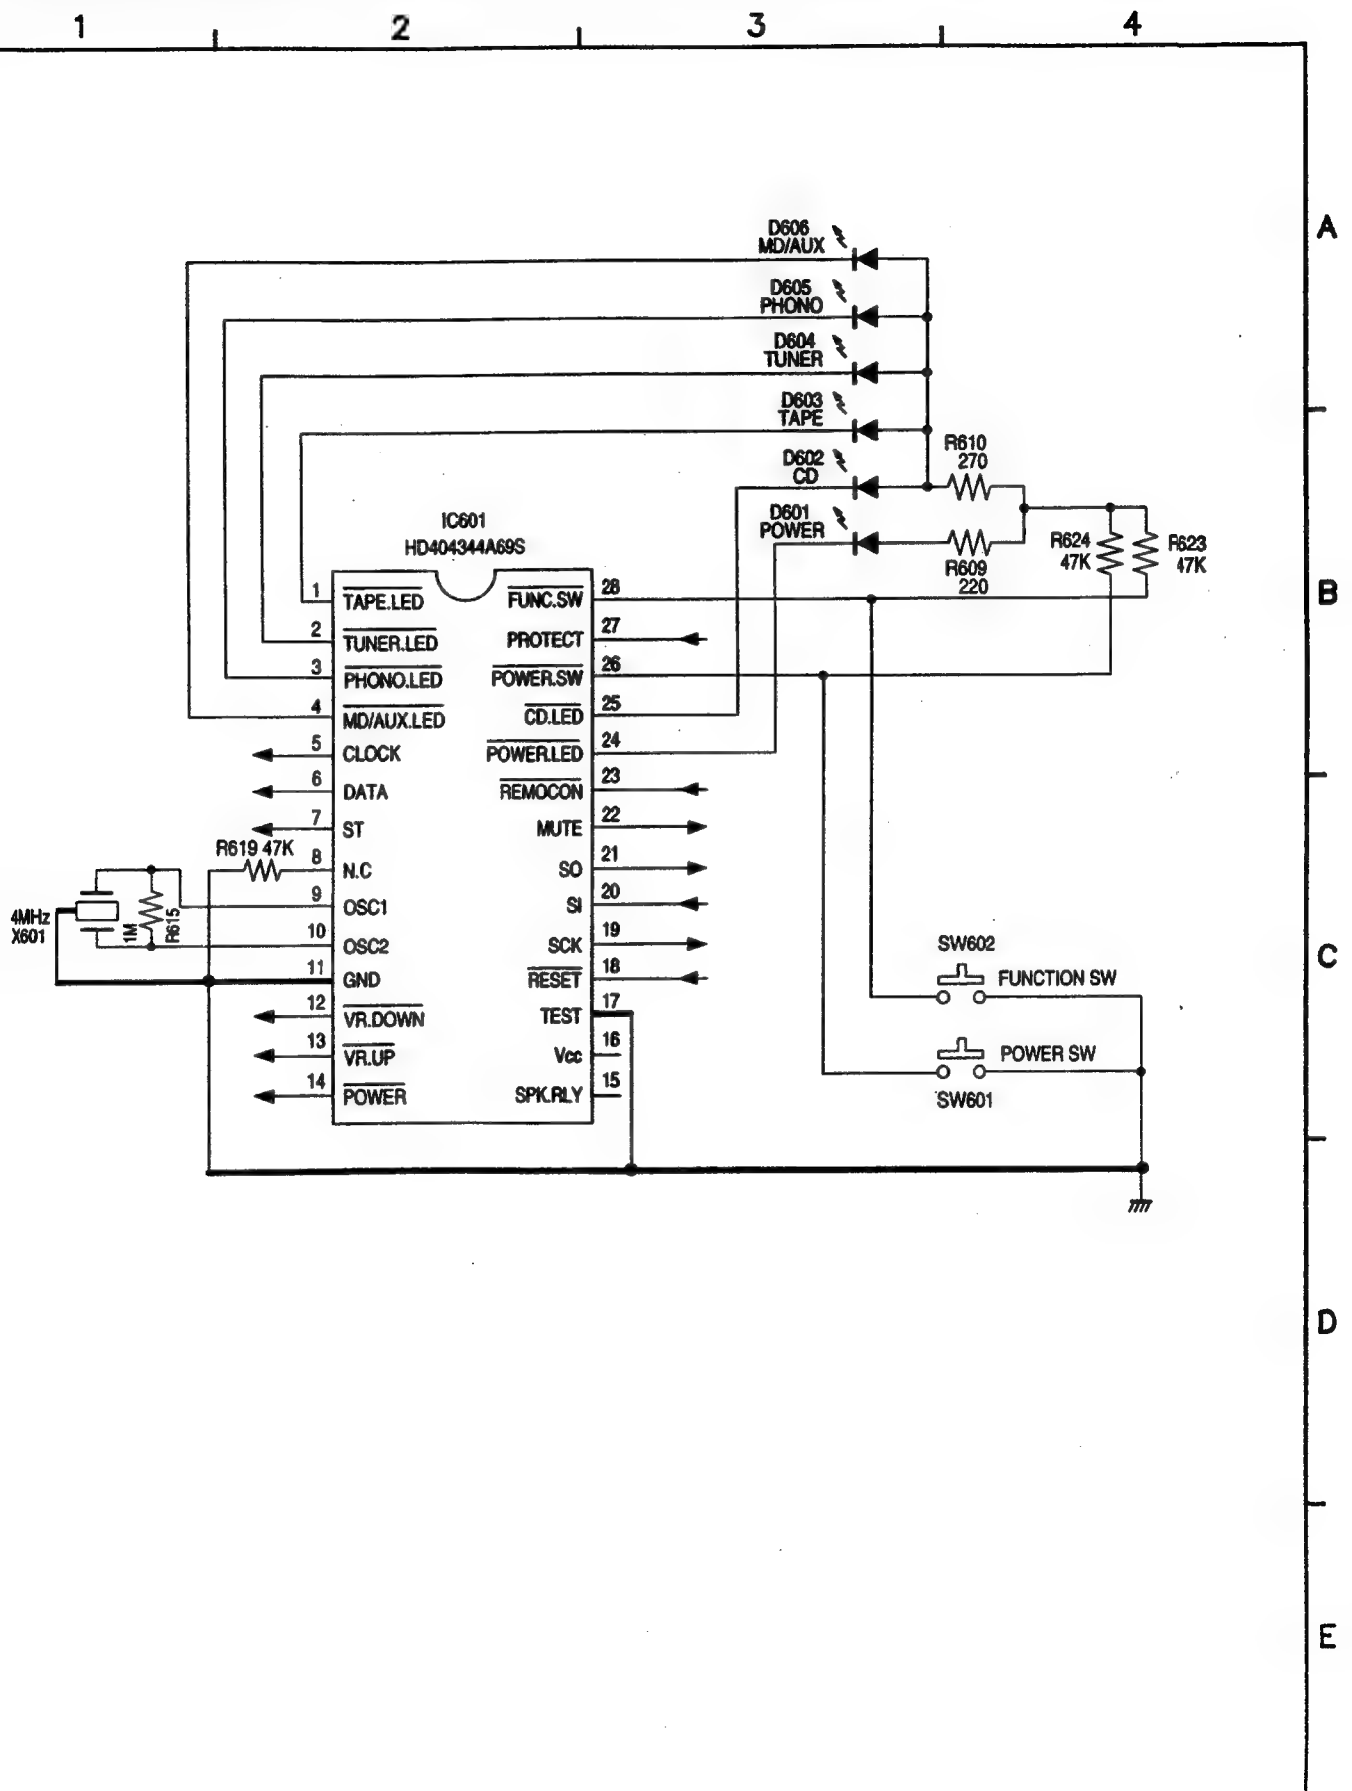 1 2 3 4
A
D606
MD/AUX
D605
PHONO
D604
TUNER
D603
TAPE
D602
CD
D601
POWER
R610
270
R609
220
R624
47K
R623
47K
B
IC601
HD404344A69S
1 TAPE.LED
2 TUNER.LED
3 PHONO.LED
4 MD/AUX.LED
5 CLOCK
6 DATA
7 ST
8 N.C
9 OSC1
10 OSC2
11 GND
12 VR.DOWN
13 VR.UP
14 POWER
FUNC.SW 28
PROTECT 27
POWER.SW 26
CD.LED 25
POWER.LED 24
REMOCON 23
MUTE 22
SO 21
SI 20
SCK 19
RESET 18
TEST 17
Vcc 16
SPK.RLY 15
R619 47K
4MHz
X601
1M
R615
SW602
FUNCTION SW
POWER SW
SW601
C
D
E